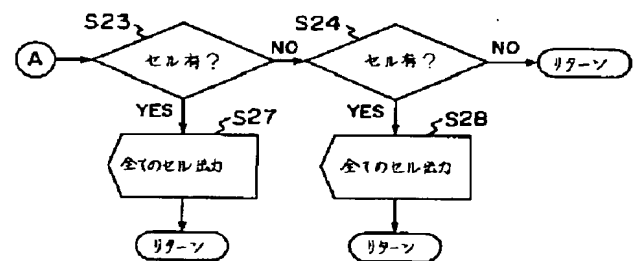 S23
S24
A
セル有?
NO
セル有?
NO
リターン
YES
S27
YES
S28
全てのセル出力
全てのセル出力
リターン
リターン